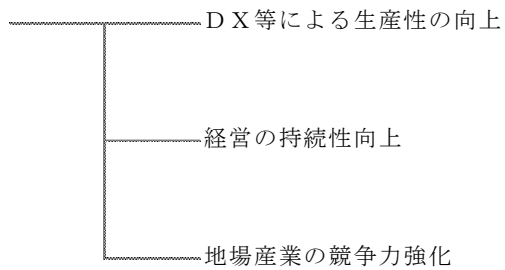 ＤＸ等による生産性の向上
経営の持続性向上
地場産業の競争力強化